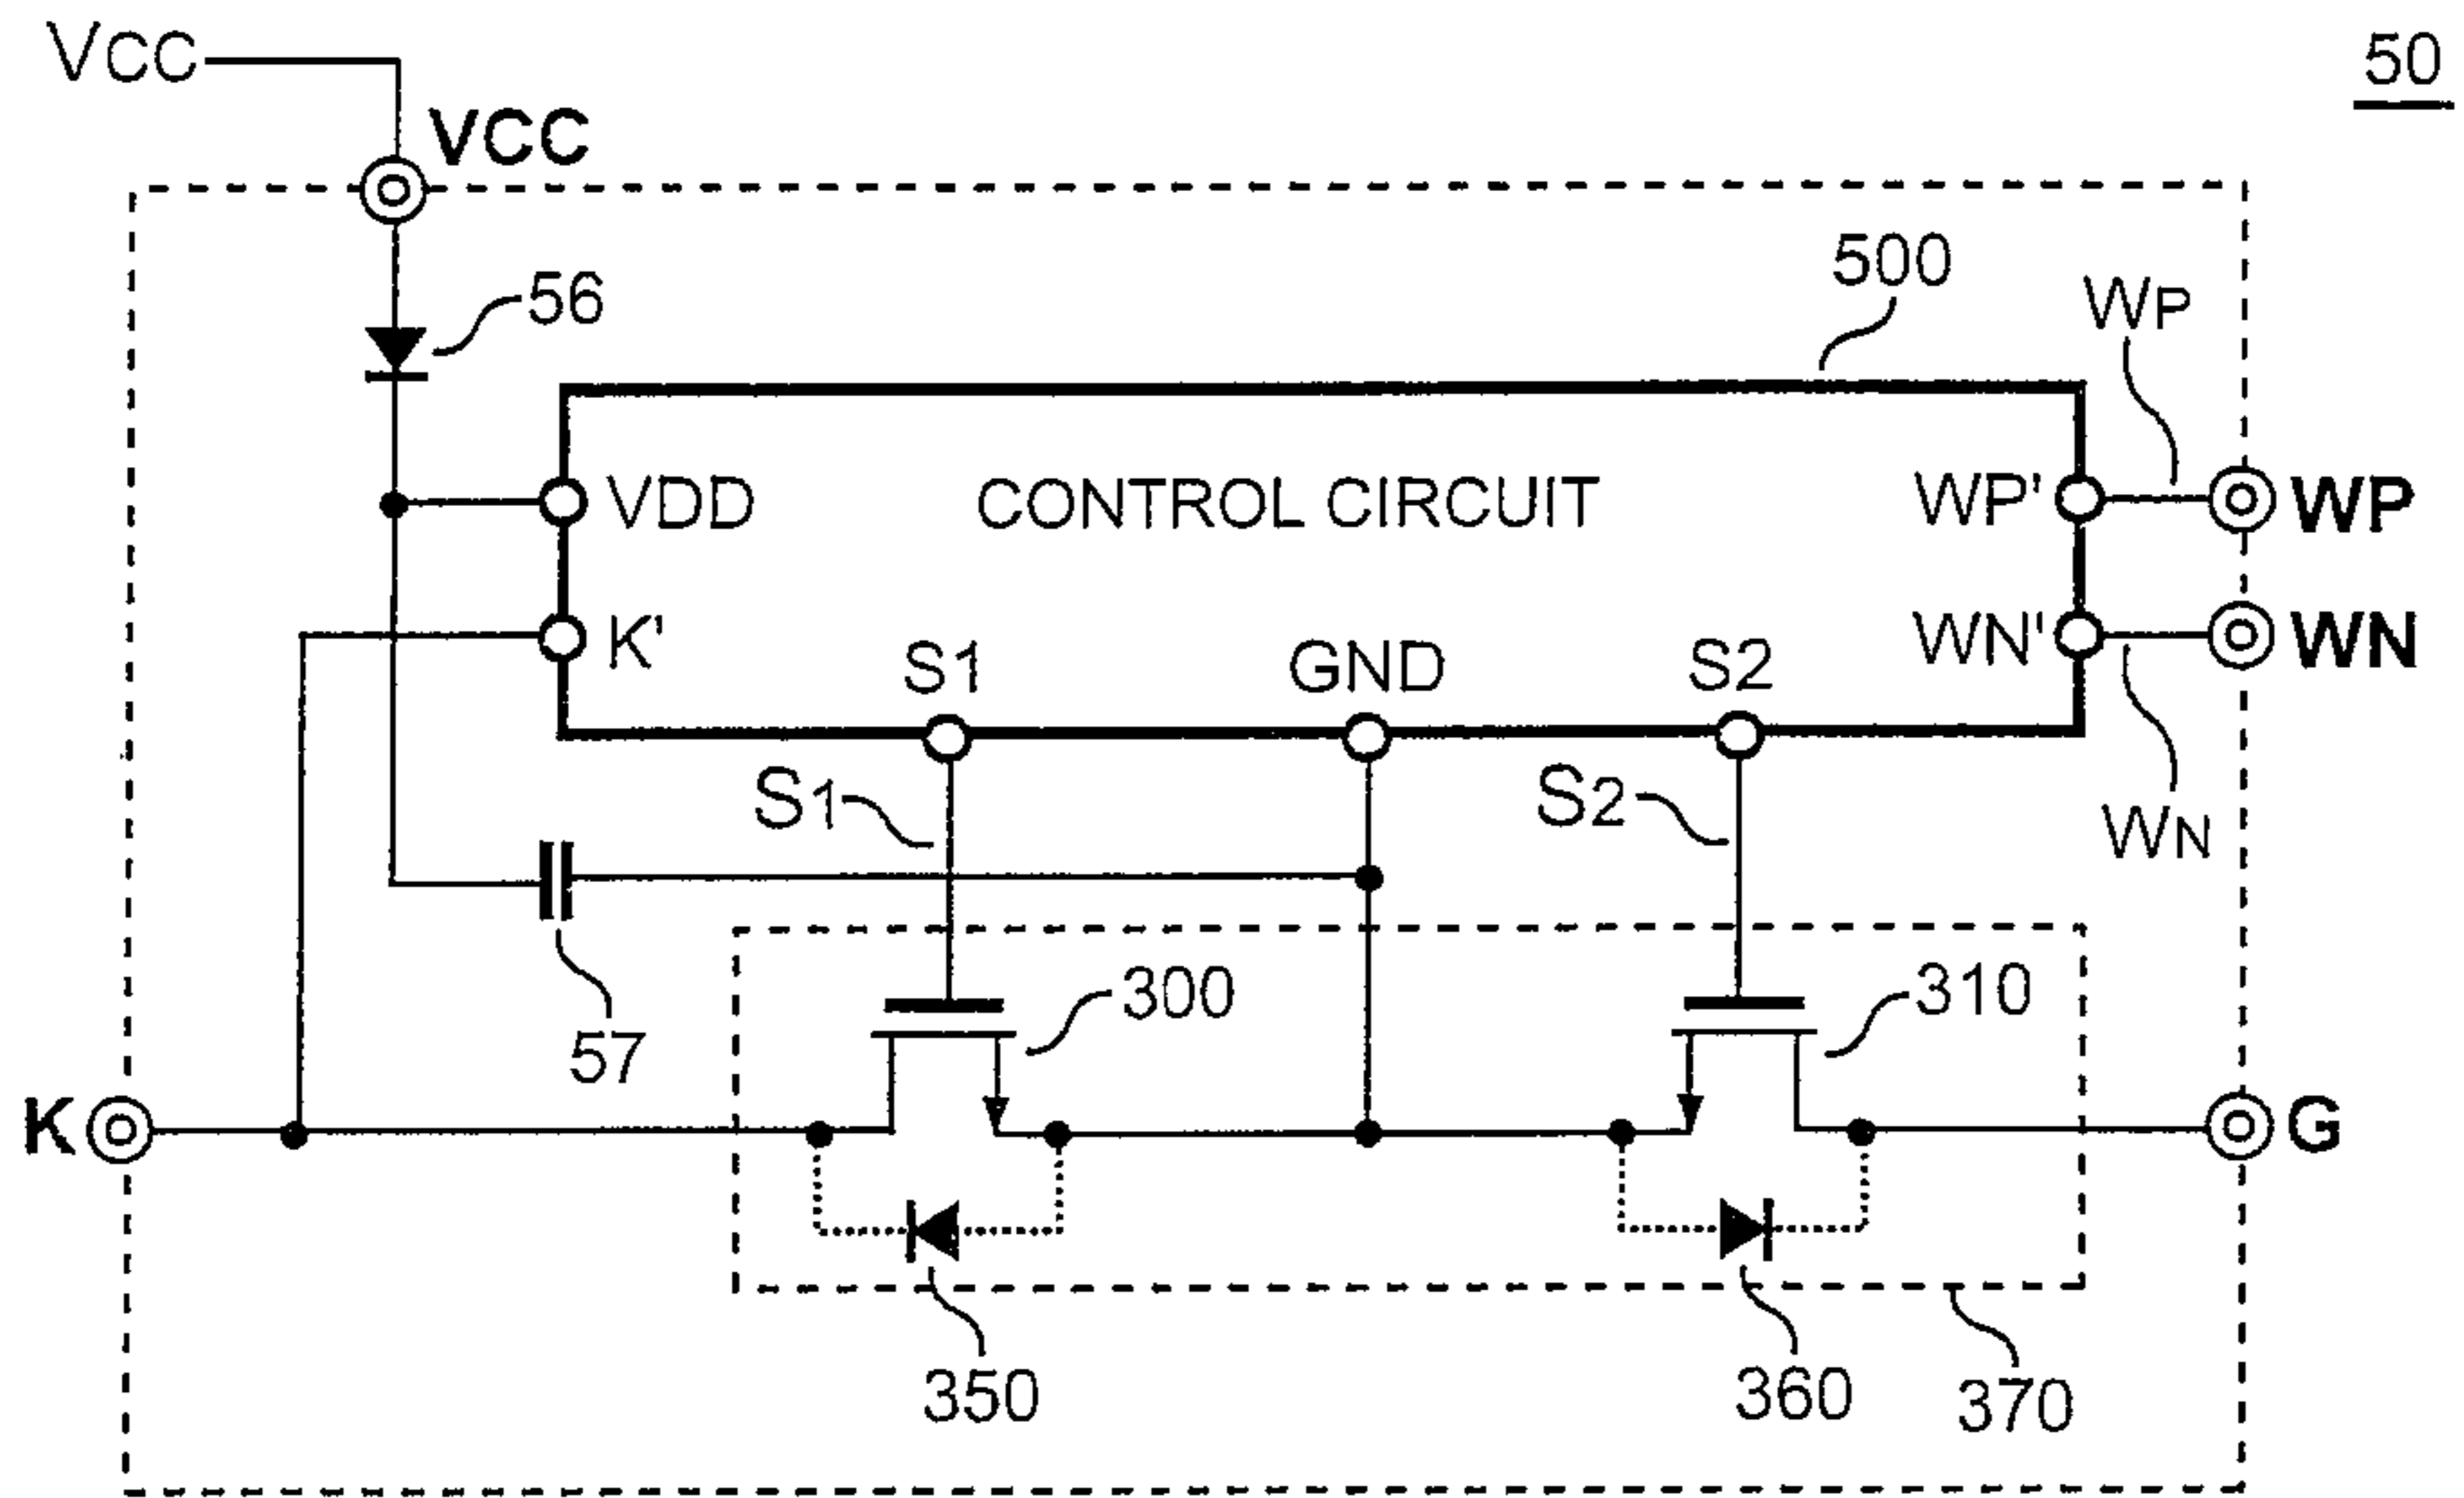 VCC
50
VCC
56
500
WP
VDD
CONTROL CIRCUIT
WP'
WP
K'
S1
GND
S2
WN'
WN
S1
S2
WN
57
300
310
K
G
350
360
370